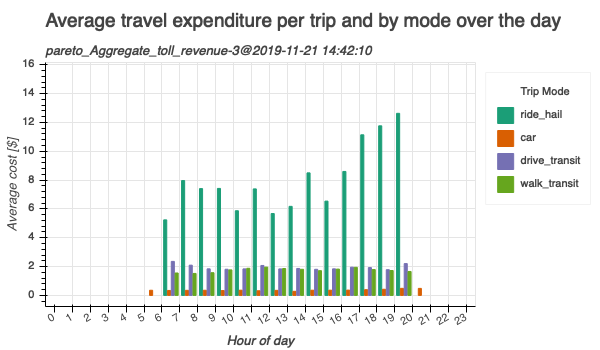 Average travel expenditure per trip and by mode over the day
pareto_Aggregate_toll_revenue-3@2019-11-21 14:42:10
Average cost [$]
16
14
12
10
8
6
4
2
0
0 1 2 3 4 5 6 7 8 9 10 11 12 13 14 15 16 17 18 19 20 21 22 23
Hour of day
Trip Mode
ride_hail
car
drive_transit
walk_transit